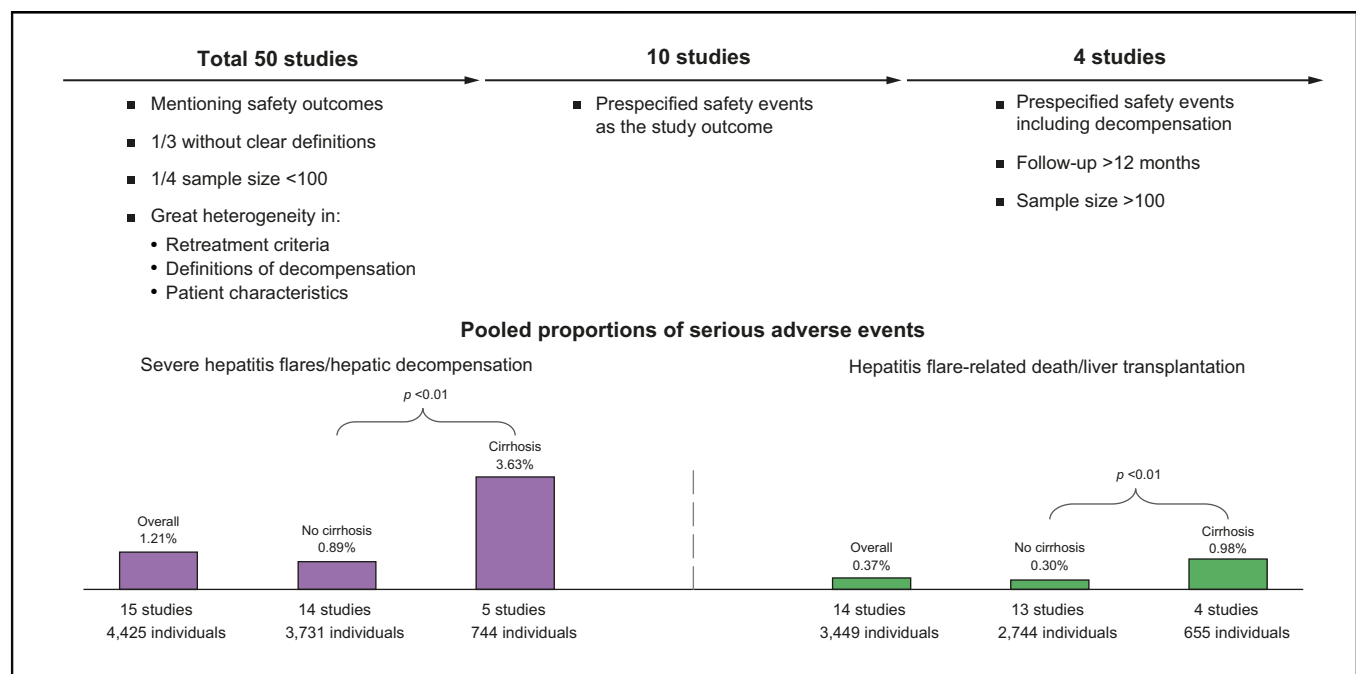 Total 50 studies
Mentioning safety outcomes
1/3 without clear definitions
1/4 sample size <100
Great heterogeneity in:
Retreatment criteria
Definitions of decompensation
Patient characteristics
10 studies
Prespecified safety events
as the study outcome
4 studies
Prespecified safety events
including decompensation
Follow-up >12 months
Sample size >100
Pooled proportions of serious adverse events
Severe hepatitis flares/hepatic decompensation
p <0.01
Overall
1.21%
15 studies
4,425 individuals
No cirrhosis
0.89%
14 studies
3,731 individuals
Cirrhosis
3.63%
5 studies
744 individuals
Hepatitis flare-related death/liver transplantation
p <0.01
Overall
0.37%
14 studies
3,449 individuals
No cirrhosis
0.30%
13 studies
2,744 individuals
Cirrhosis
0.98%
4 studies
655 individuals